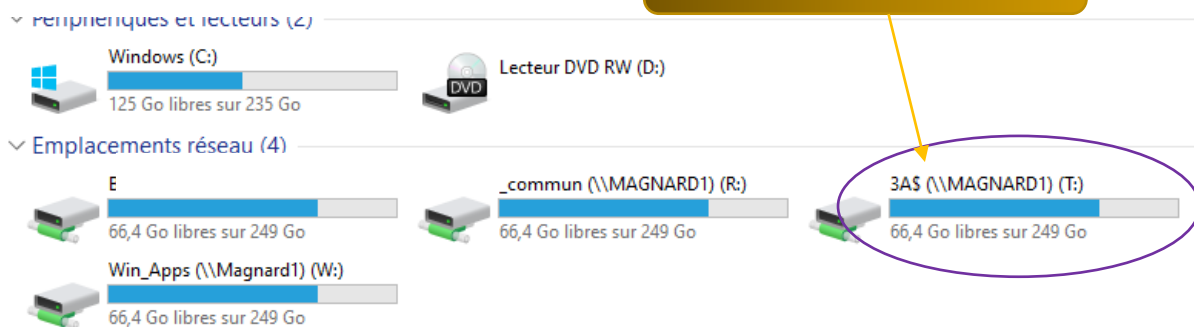 Périphériques et lecteurs (2)
Windows (C:)
125 Go libres sur 235 Go
Lecteur DVD RW (D:)
DVD
Emplacements réseau (4)
E
66,4 Go libres sur 249 Go
_commun (\\MAGNARD1) (R:)
66,4 Go libres sur 249 Go
3A$ (\\MAGNARD1) (T:)
66,4 Go libres sur 249 Go
Win_Apps (\\Magnard1) (W:)
66,4 Go libres sur 249 Go